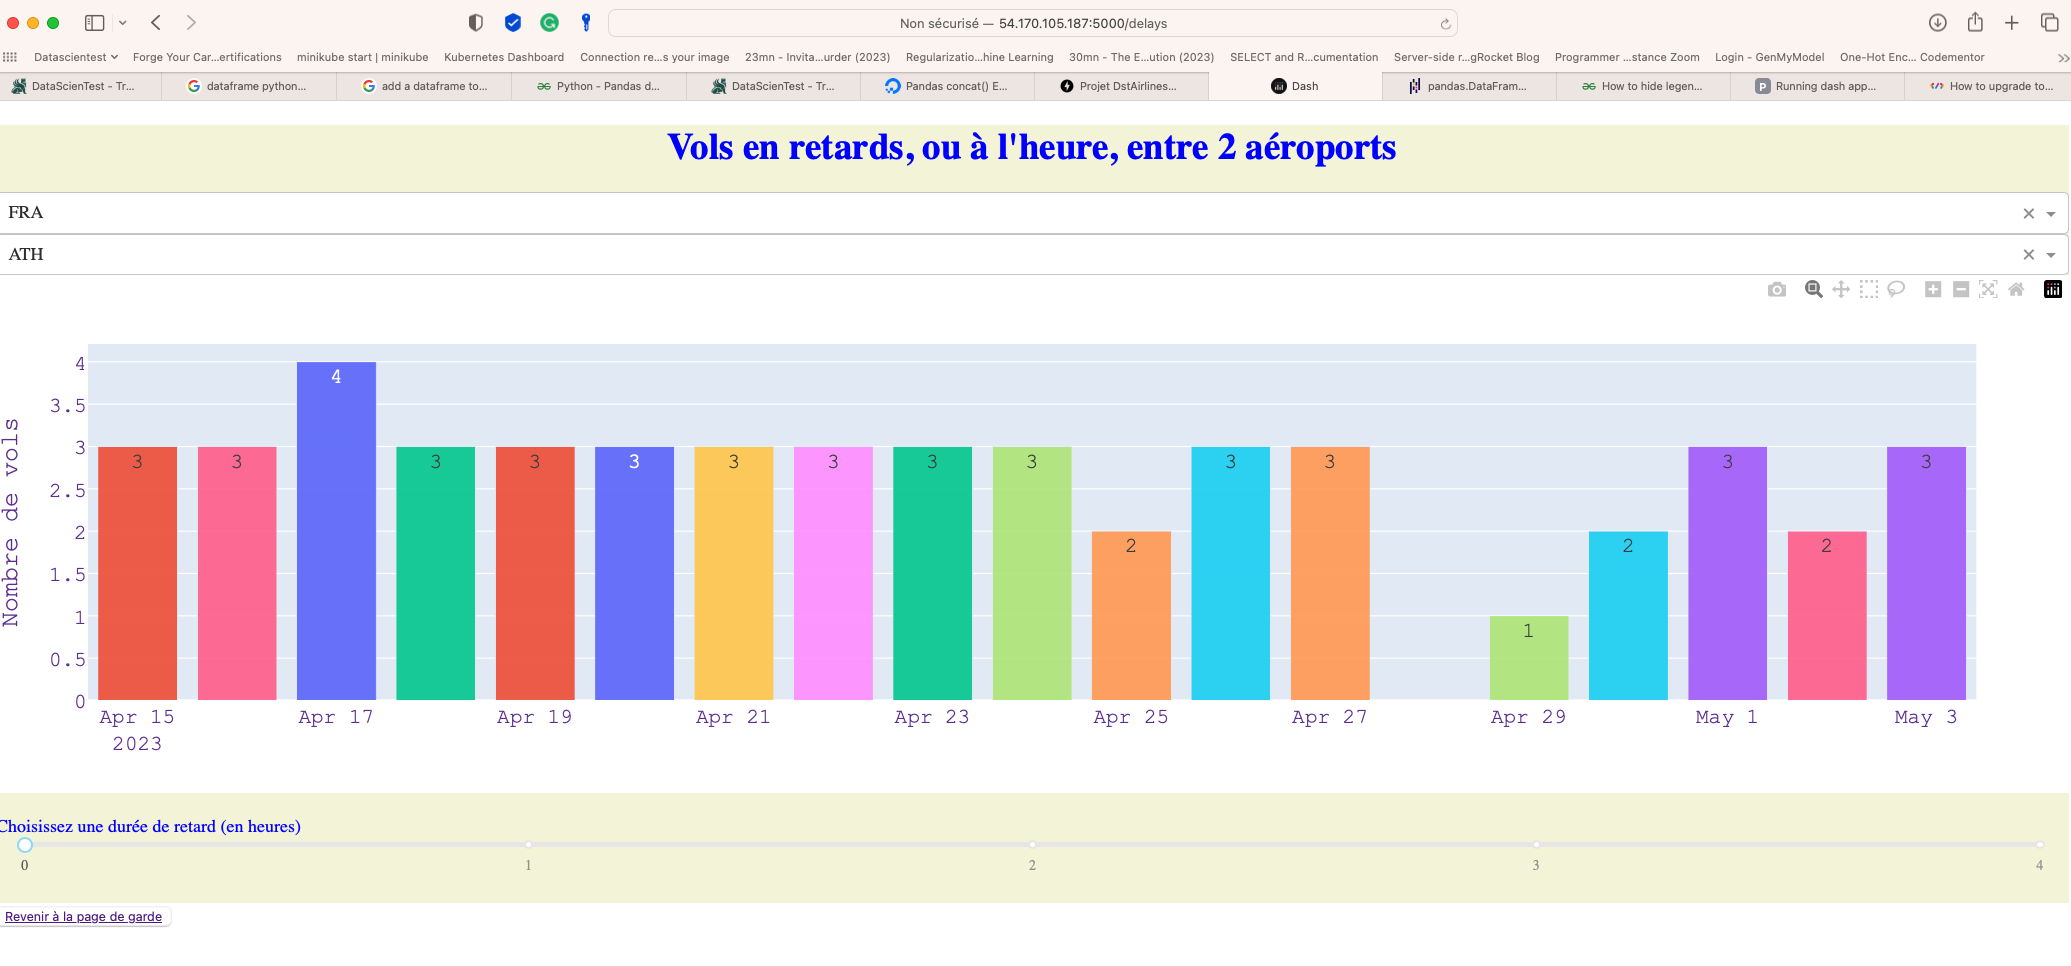 Non sécurisé — 54.170.105.187:5000/delays
Datascientest Forge Your Car...ertifications minikube start | minikube Kubernetes Dashboard Connection re...s your image 23mn - Invita...urder (2023) Regularizatio...hine Learning 30mn - The E...ution (2023) SELECT and R...cumentation Server-side r...gRocket Blog Programmer ...stance Zoom Login - GenMyModel One-Hot Enc... Codementor
DataScienTest - Tr... dataframe python... add a dataframe to... Python - Pandas d... DataScienTest - Tr... Pandas concat() E... Projet DstAirlines... Dash pandas.DataFram... How to hide legen... Running dash app... How to upgrade to...
Vols en retards, ou à l'heure, entre 2 aéroports
FRA
ATH
Nombre de vols
4
3.5
3
2.5
2
1.5
1
0.5
0
3 3 4 3 3 3 3 3 3 3 2 3 3 1 2 3 2 3
Apr 15 Apr 17 Apr 19 Apr 21 Apr 23 Apr 25 Apr 27 Apr 29 May 1 May 3
2023
Choisissez une durée de retard (en heures)
0 1 2 3 4
Revenir à la page de garde